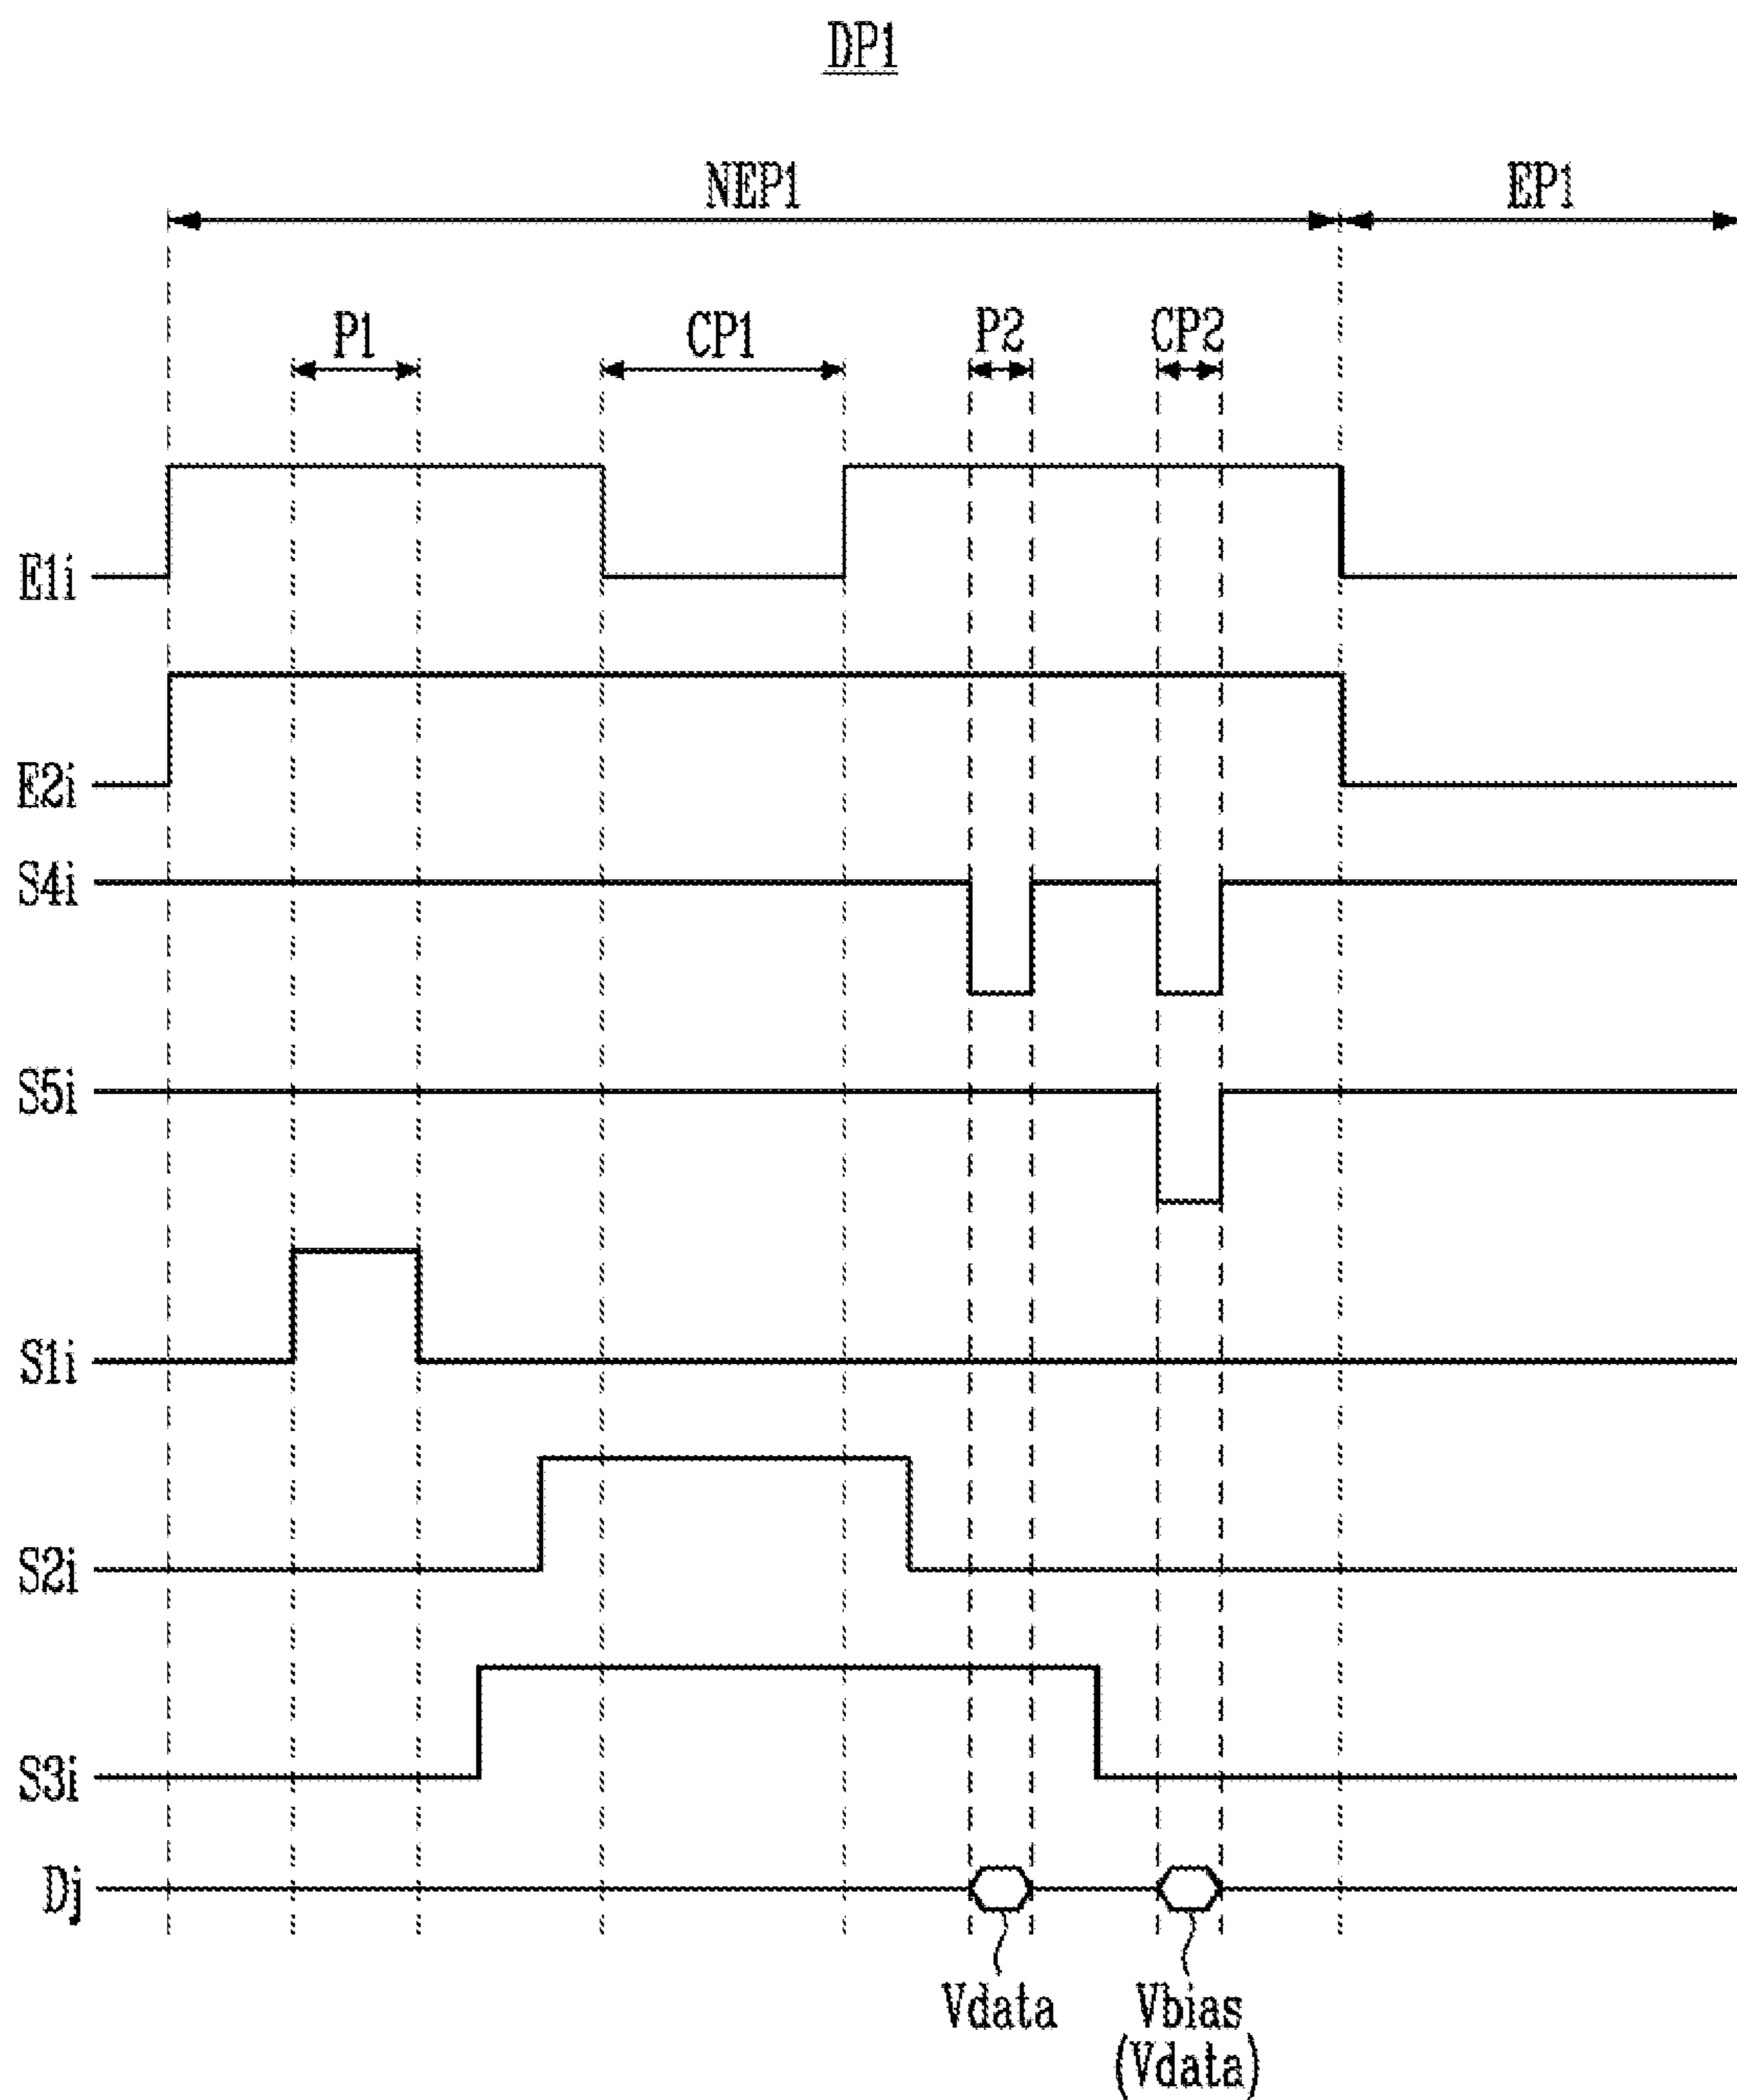 DP1
NEP1 EP1
P1 CP1 P2 CP2
E1i
E2i
S4i
S5i
S1i
S2i
S3i
Dj
Vdata Vbias
(Vdata)